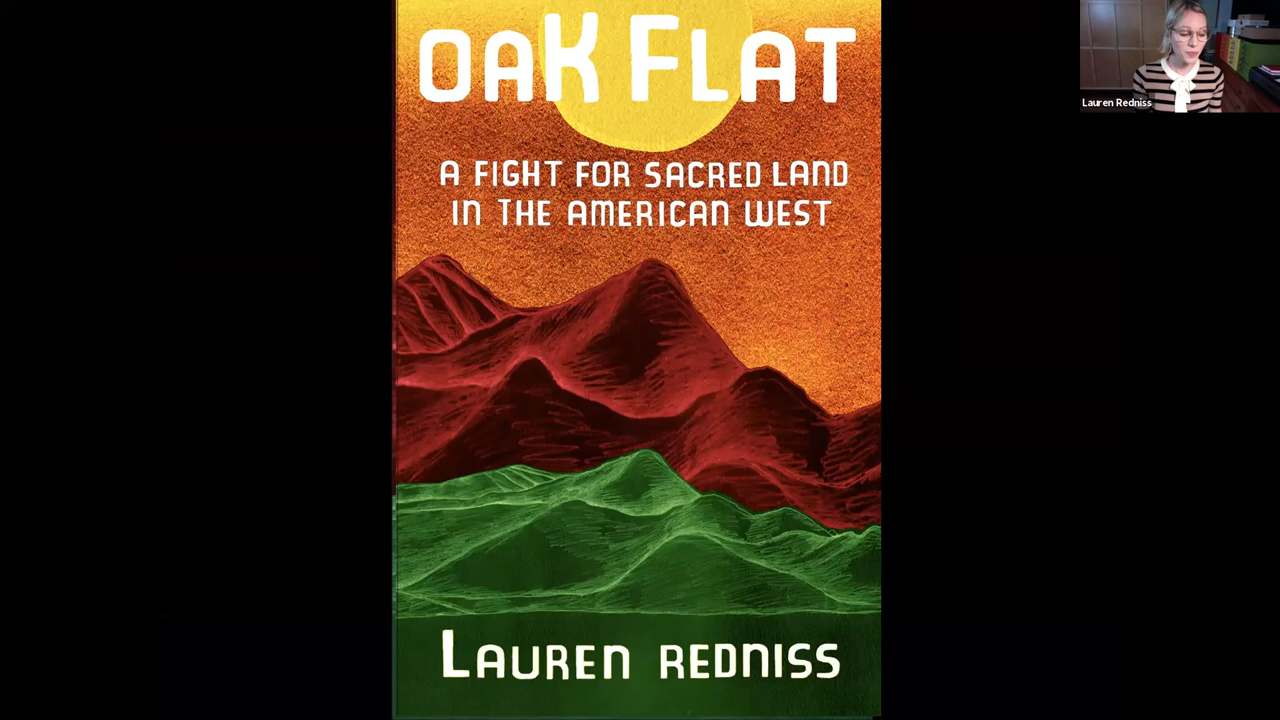 OAK FLAT
A FIGHT FOR SACRED LAND
IN THE AMERICAN WEST
LAUREN REDNISS
Lauren Redniss